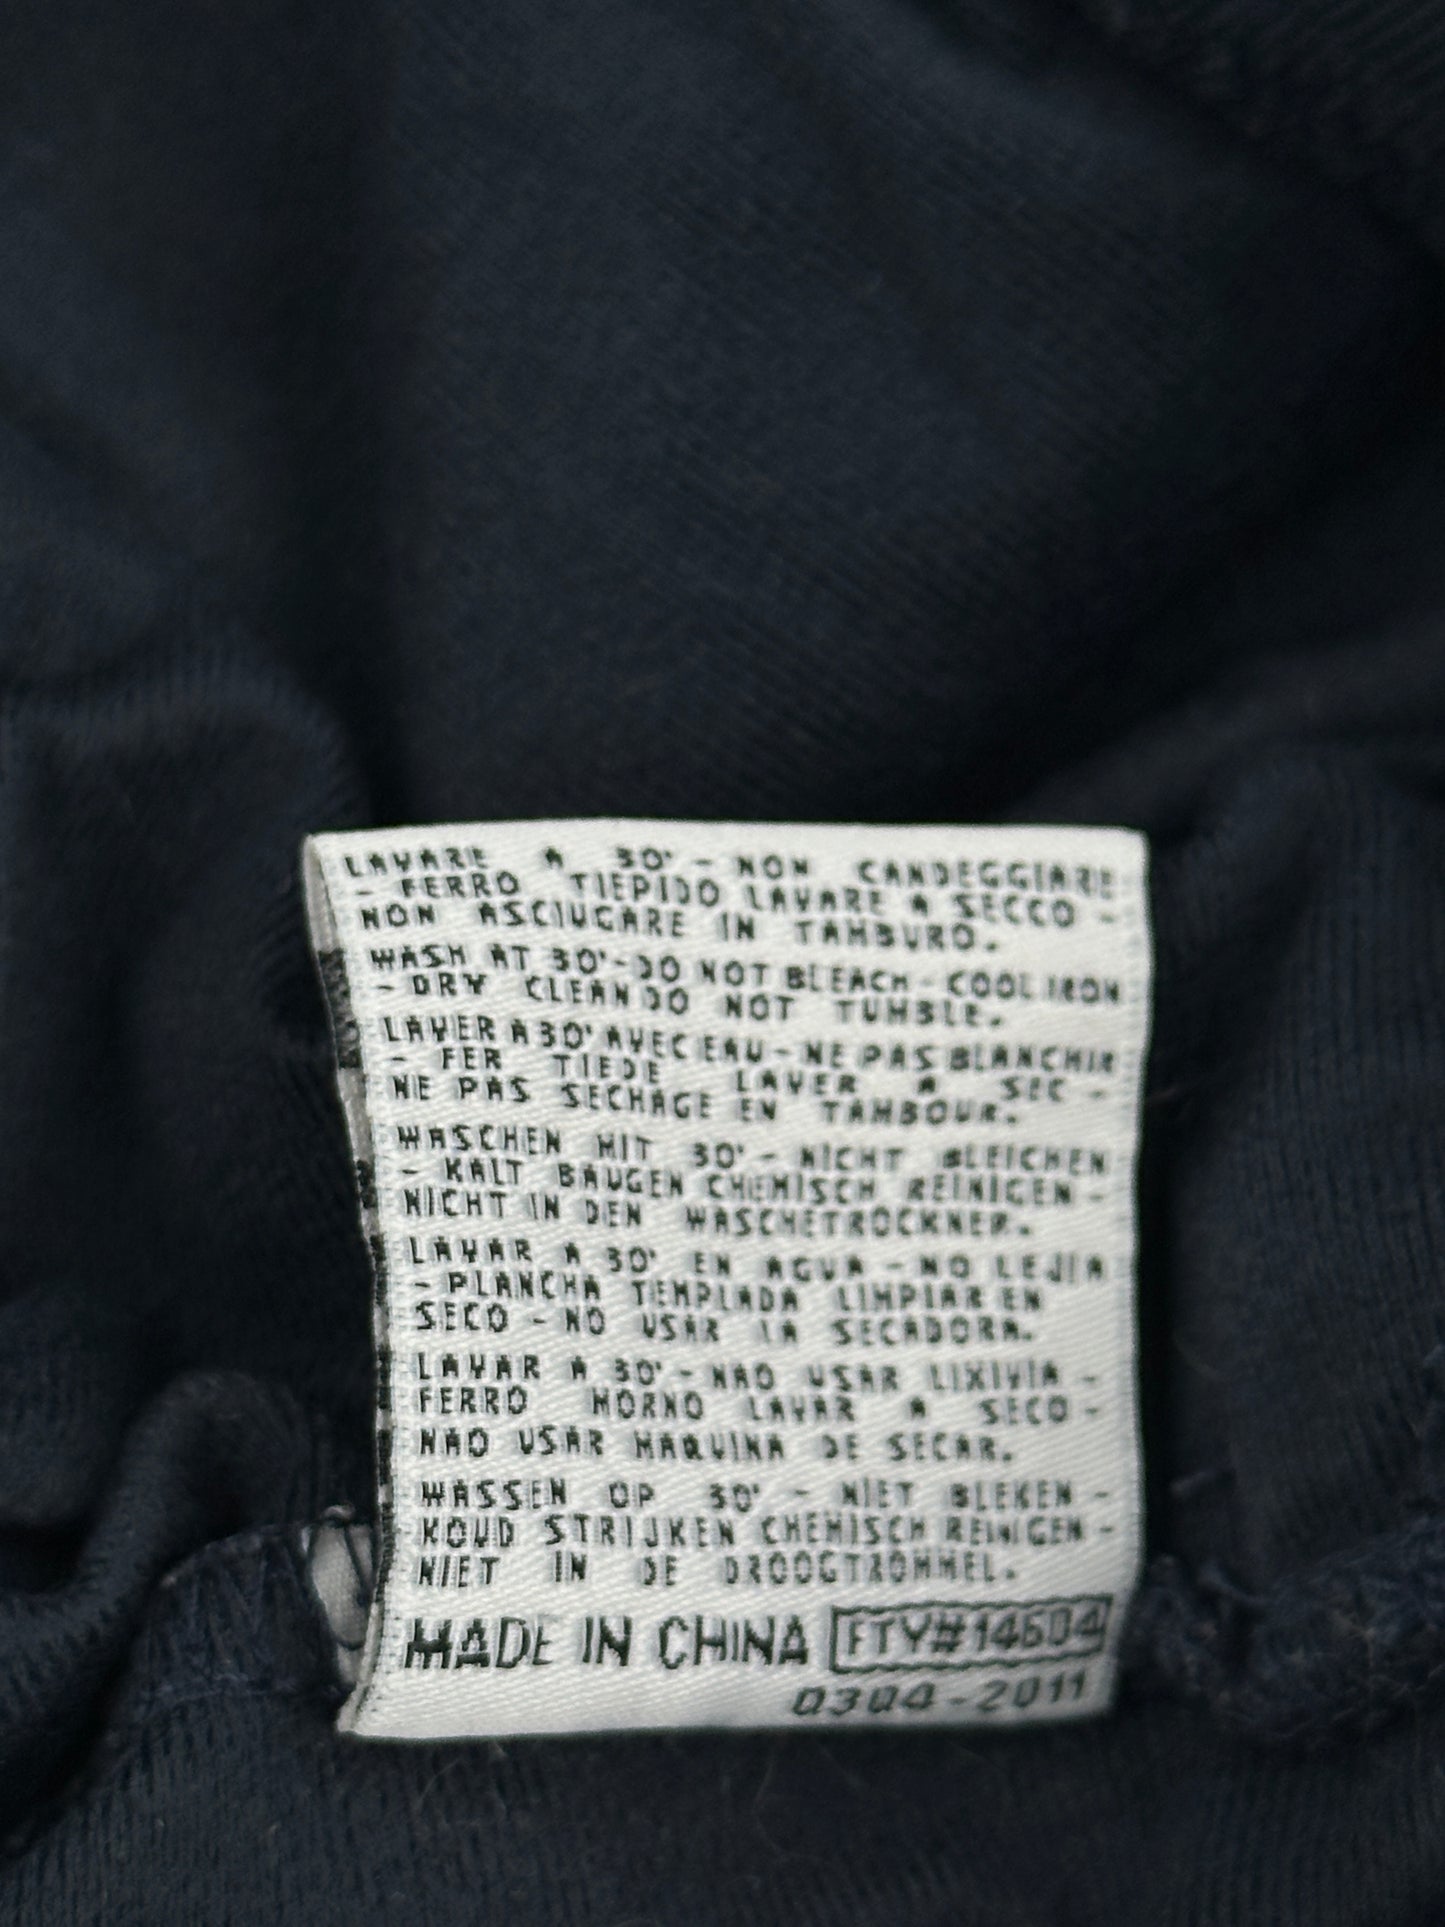 LAVARE A 30° - NON CANDEGGIARE
- FERRO TIEPIDO LAVARE A SECCO -
NON ASCIUGARE IN TAMBURO.
WASH AT 30°-DO NOT BLEACH - COOL IRON
- DRY CLEAN DO NOT TUMBLE.
LAVER A 30° AVEC EAU - NE PAS BLANCHIR
- FER TIEDE LAVER A SEC -
NE PAS SECHAGE EN TAMBOUR.
WASCHEN MIT 30° - NICHT BLEICHEN
- KALT BAUGEN CHEMISCH REINIGEN -
NICHT IN DEN WASCHETROCKNER.
LAVAR A 30° EN AGUA - NO LEJIA
- PLANCHA TEMPLADA LIMPIAR EN
SECO - NO USAR LA SECADORA.
LAVAR A 30° - NAO USAR LIXIVIA -
FERRO MORNO LAVAR A SECO -
NAO USAR MAQUINA DE SECAR.
WASSEN OP 30° - NIET BLEKEN -
KOUD STRIJKEN CHEMISCH REINIGEN -
NIET IN DE DROOGTROMMEL.
MADE IN CHINA FTY#14604
0304-2011